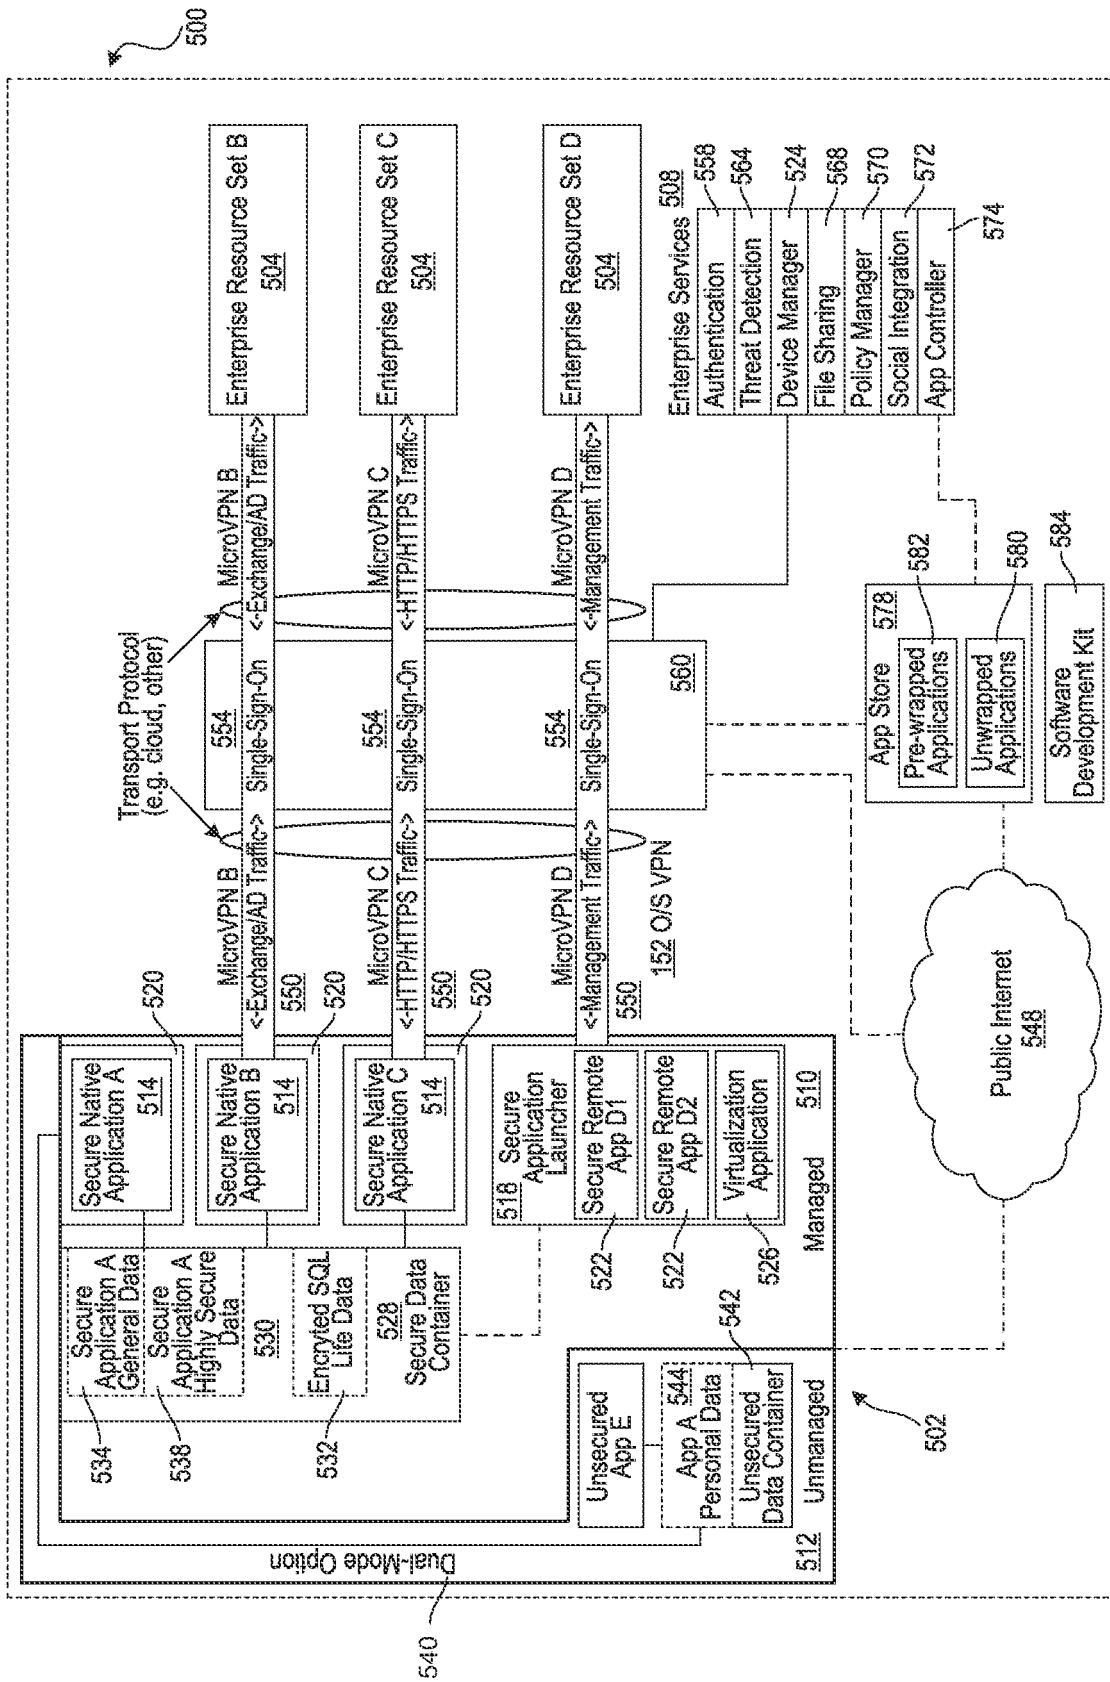 500
Transport Protocol
(e.g. cloud, other)
540
Dual-Mode Option
534
Secure
Application A
General Data
538
Secure
Application A
Highly Secure
Data
530
532
Encryted SQL
Lite Data
528
Secure Data
Container
Secure Native
Application A
514
520
Secure Native
Application B
514
520
Secure Native
Application C
514
520
518 Secure
Application
Launcher
Secure Remote
App D1
522
Secure Remote
App D2
522
Virtualization
Application
526
Managed
510
Unsecured
App E
App A 544
Personal Data
Unsecured
Data Container
542
Unmanaged
512
502
MicroVPN B
<-Exchange/AD Traffic->
550
MicroVPN C
<-HTTP/HTTPS Traffic->
550
MicroVPN D
<-Management Traffic->
550
152 O/S VPN
554
Single-Sign-On
554
Single-Sign-On
554
Single-Sign-On
560
MicroVPN B
<-Exchange/AD Traffic->
MicroVPN C
<-HTTP/HTTPS Traffic->
MicroVPN D
<-Management Traffic->
Enterprise Resource Set B
504
Enterprise Resource Set C
504
Enterprise Resource Set D
504
Enterprise Services 508
Authentication
558
Threat Detection
564
Device Manager
524
File Sharing
568
Policy Manager
570
Social Integration
572
App Controller
574
Public Internet
548
App Store 578
Pre-wrapped
Applications
582
Unwrapped
Applications
580
Software
Development Kit
584